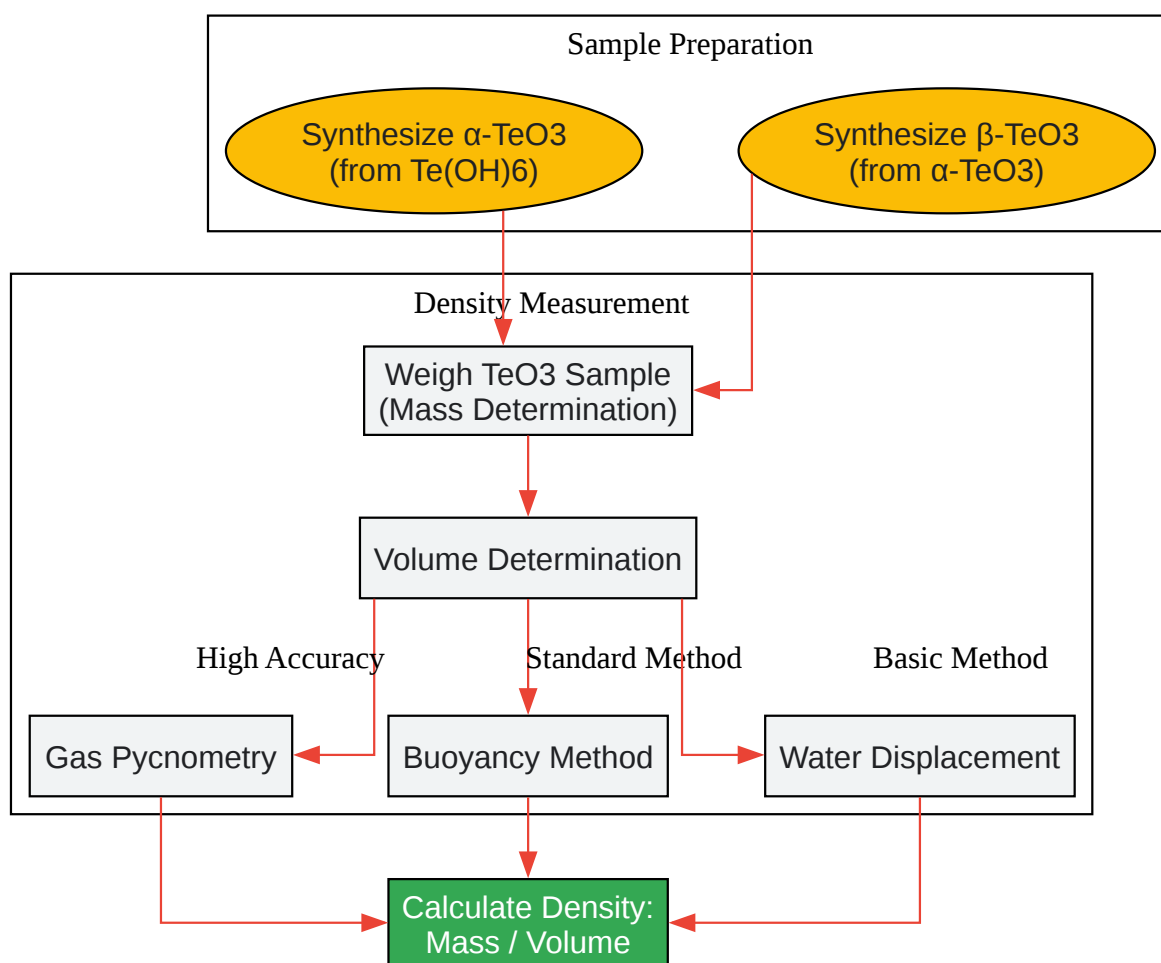 Sample Preparation
Synthesize α-TeO3
(from Te(OH)6)
Synthesize β-TeO3
(from α-TeO3)
Density Measurement
Weigh TeO3 Sample
(Mass Determination)
Volume Determination
High Accuracy
Standard Method
Basic Method
Gas Pycnometry
Buoyancy Method
Water Displacement
Calculate Density:
Mass / Volume